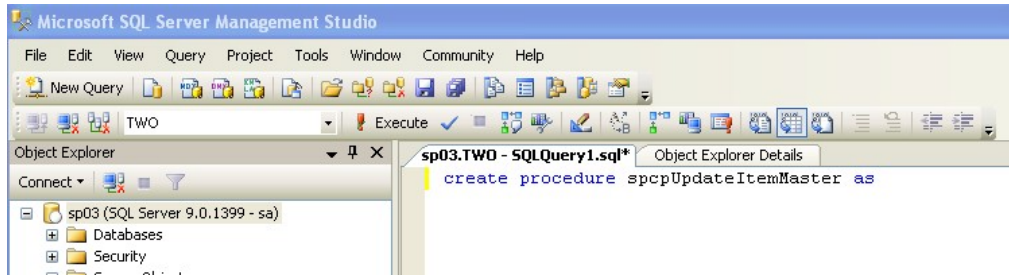 Microsoft SQL Server Management Studio
File Edit View Query Project Tools Window Community Help
New Query
TWO Execute
Object Explorer
sp03.TWO - SQLQuery1.sql* Object Explorer Details
Connect
create procedure spcpUpdateItemMaster as
sp03 (SQL Server 9.0.1399 - sa)
Databases
Security